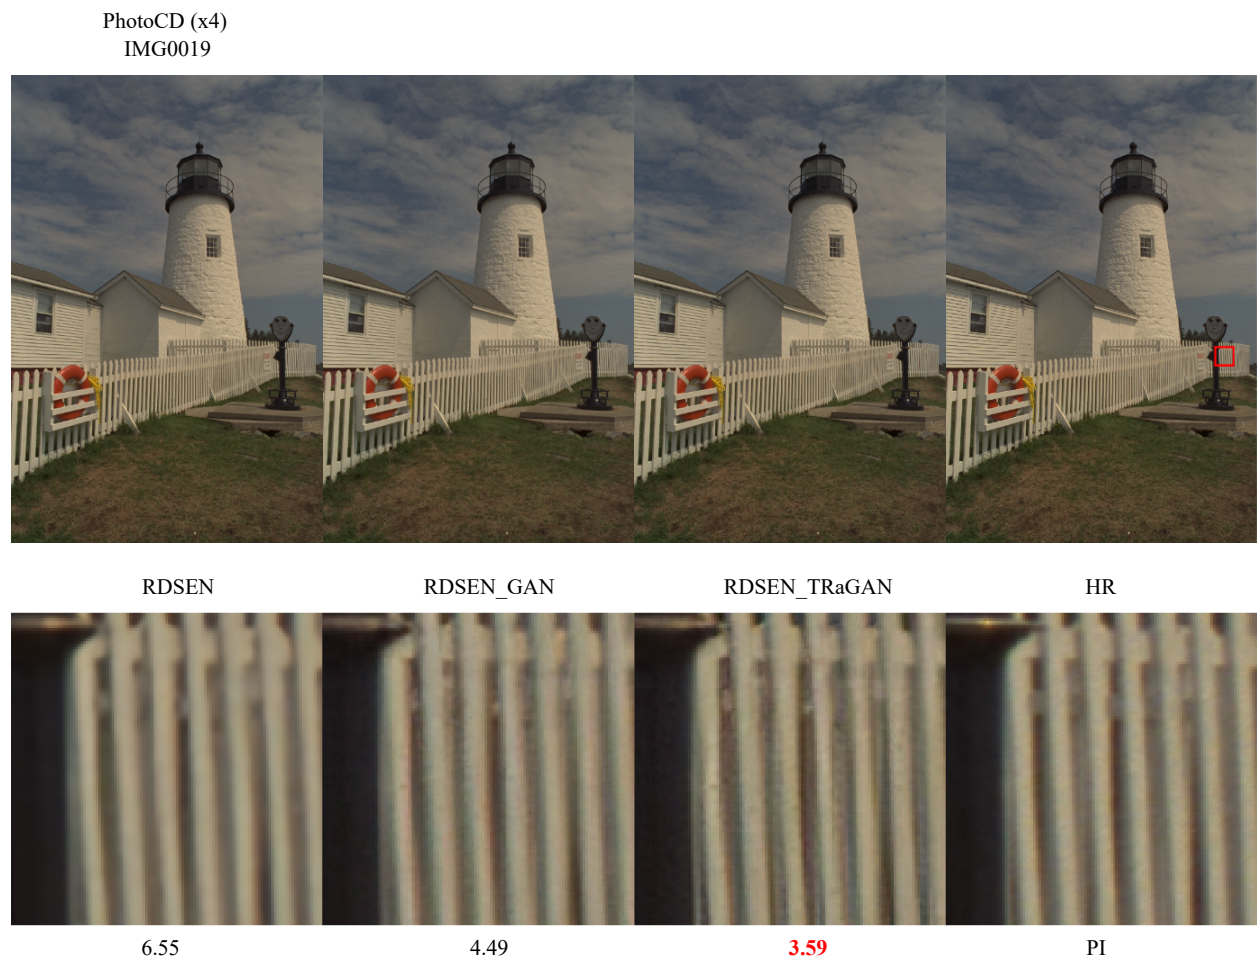 PhotoCD (x4)
IMG0019
RDSEN
RDSEN_GAN
RDSEN_TRaGAN
HR
6.55
4.49
3.59
PI